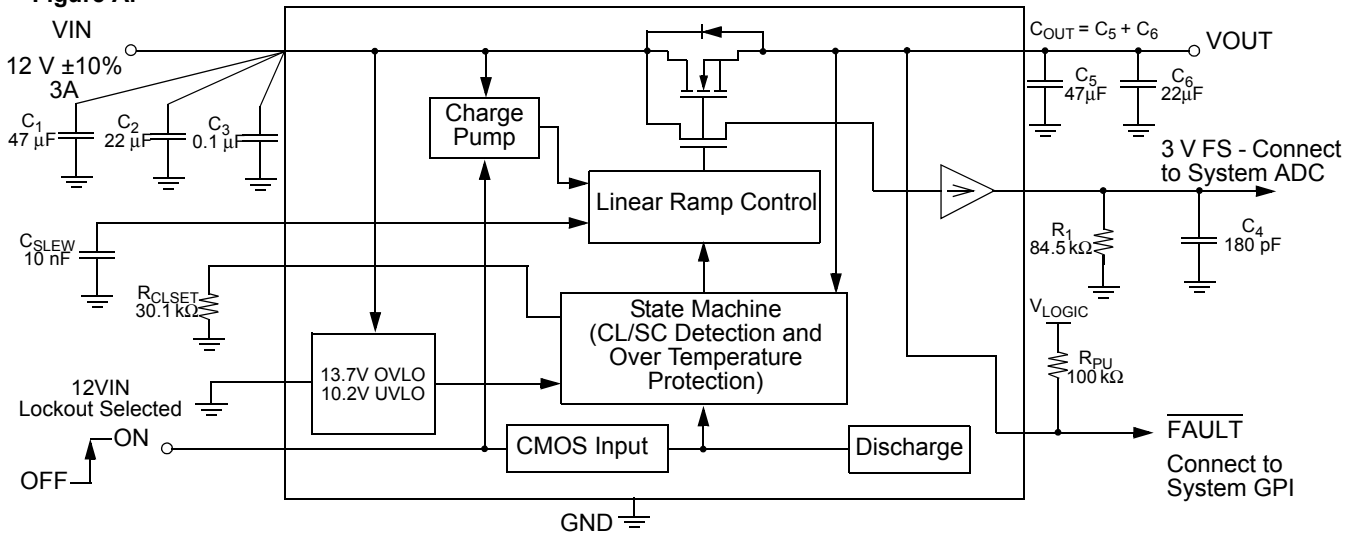 Figure A.
VIN
12 V ±10%
3A
C1
47 µF
C2
22 µF
C3
0.1 µF
Charge
Pump
COUT = C5 + C6
VOUT
C5
47µF
C6
22µF
3 V FS - Connect
to System ADC
Linear Ramp Control
CSLEW
10 nF
R1
84.5 kΩ
C4
180 pF
RCLSET
30.1 kΩ
State Machine
(CL/SC Detection and
Over Temperature
Protection)
VLOGIC
RPU
100 kΩ
13.7V OVLO
10.2V UVLO
12VIN
Lockout Selected
ON
OFF
CMOS Input
Discharge
FAULT
Connect to
System GPI
GND